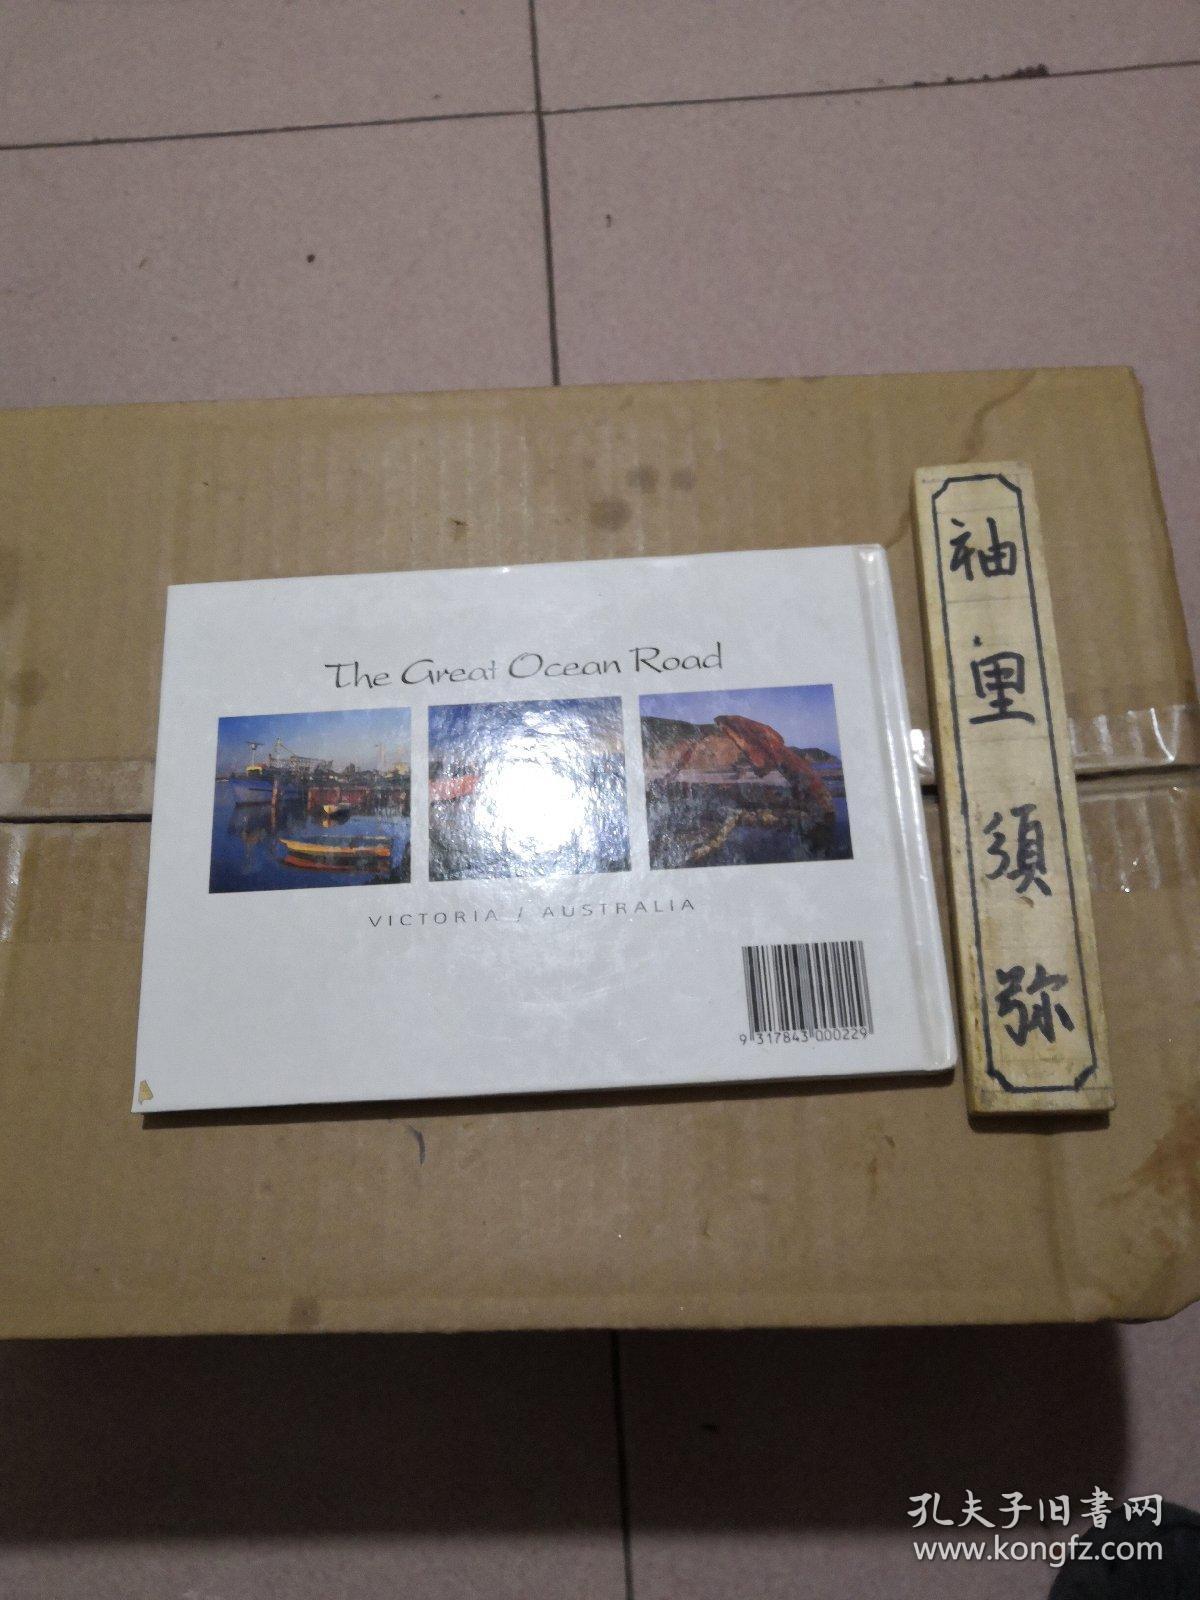 The Great Ocean Road
VICTORIA / AUSTRALIA
9 317843 000229
袖里須弥
孔夫子旧書网
www.kongfz.com